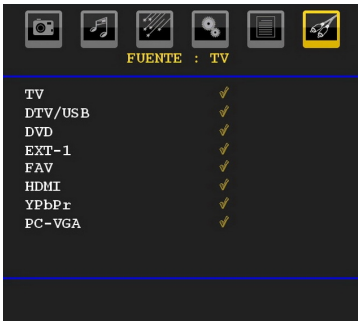 FUENTE : TV
TV
DTV/USB
DVD
EXT-1
FAV
HDMI
YPbPr
PC-VGA